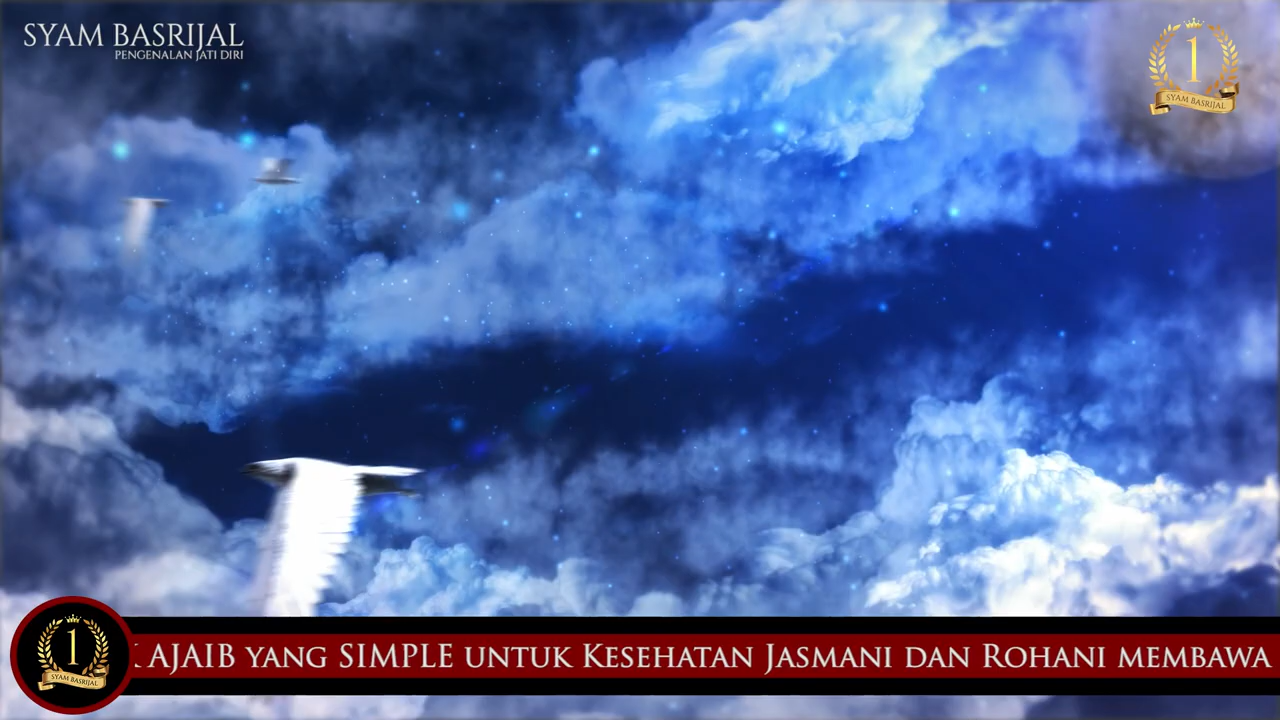 SYAM BASRIJAL
PENGENALAN JATI DIRI
1
SYAM BASRIJAL
1
SYAM BASRIJAL
AJAIB YANG SIMPLE UNTUK KESEHATAN JASMANI DAN ROHANI MEMBAWA